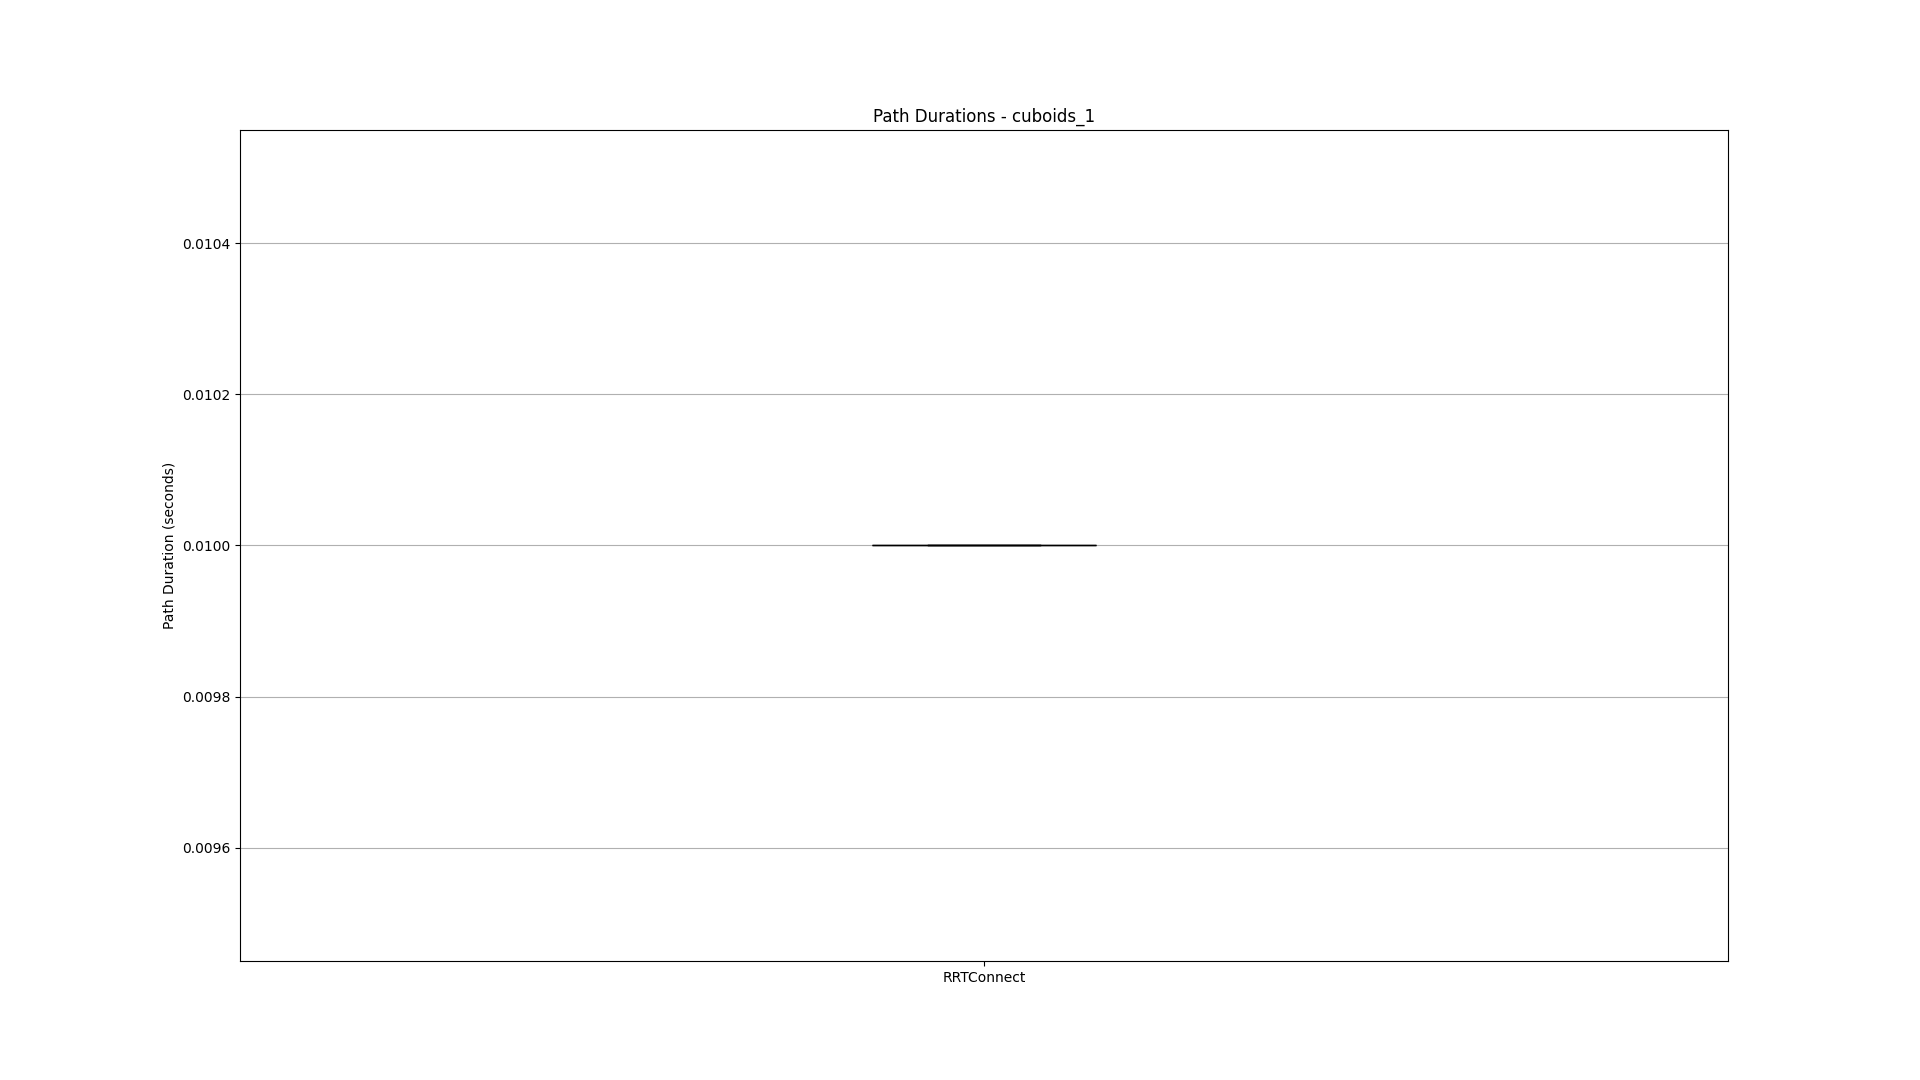 Path Durations - cuboids_1
0.0104
0.0102
0.0100
0.0098
0.0096
Path Duration (seconds)
RRTConnect